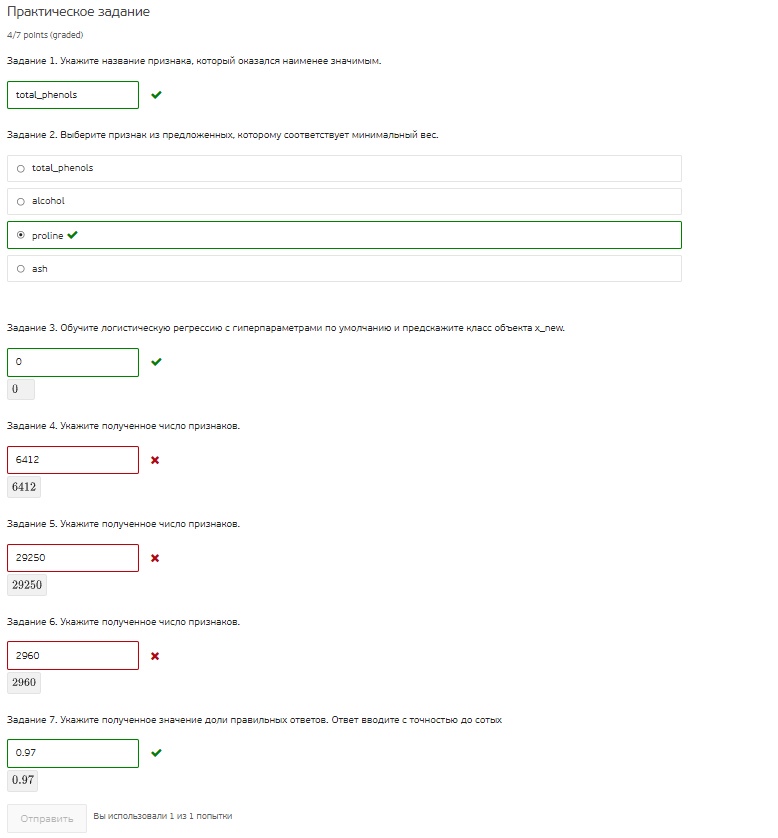 Практическое задание
4/7 points (graded)
Задание 1. Укажите название признака, который оказался наименее значимым.
total_phenols
Задание 2. Выберите признак из предложенных, которому соответствует минимальный вес.
total_phenols
alcohol
proline
ash
Задание 3. Обучите логистическую регрессию с гиперпараметрами по умолчанию и предскажите класс объекта x_new.
0
0
Задание 4. Укажите полученное число признаков.
6412
6412
Задание 5. Укажите полученное число признаков.
29250
29250
Задание 6. Укажите полученное число признаков.
2960
2960
Задание 7. Укажите полученное значение доли правильных ответов. Ответ вводите с точностью до сотых
0.97
0.97
Отправить Вы использовали 1 из 1 попытки